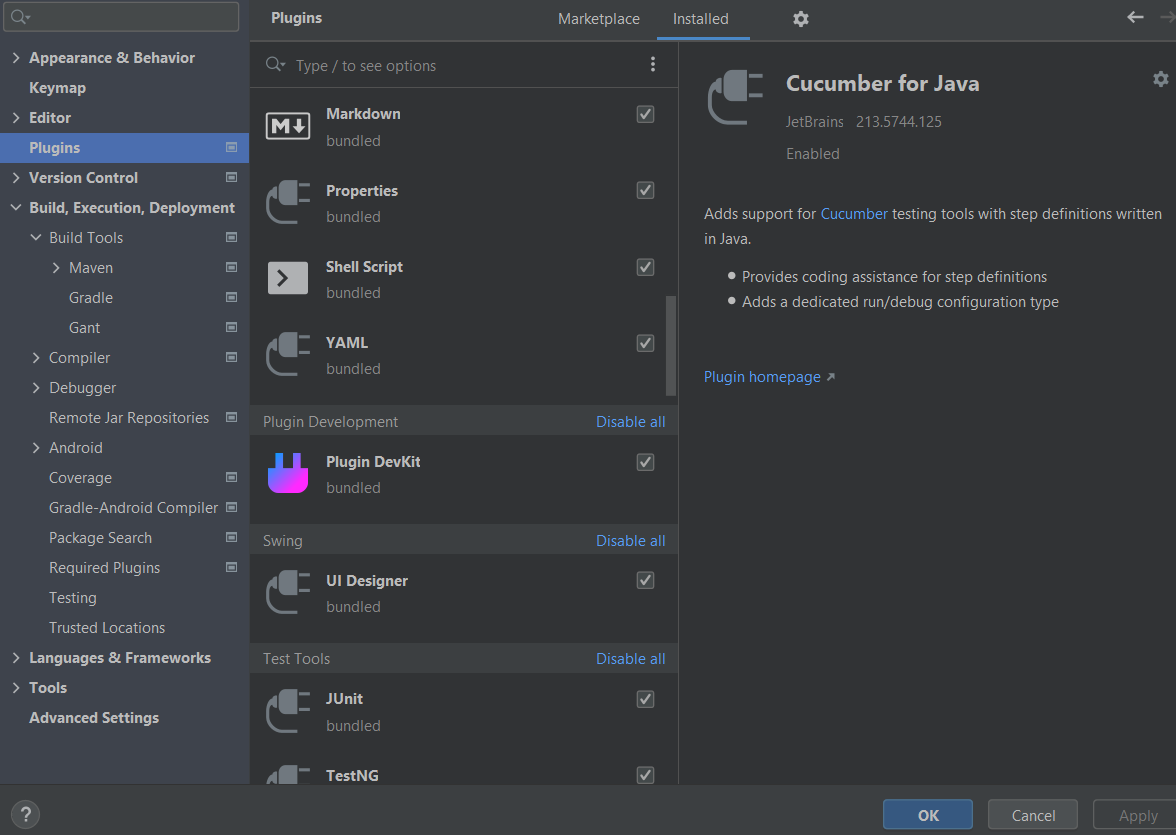 Plugins
Marketplace
Installed
Appearance & Behavior
Keymap
Editor
Plugins
Version Control
Build, Execution, Deployment
Build Tools
Maven
Gradle
Gant
Compiler
Debugger
Remote Jar Repositories
Android
Coverage
Gradle-Android Compiler
Package Search
Required Plugins
Testing
Trusted Locations
Languages & Frameworks
Tools
Advanced Settings
Type / to see options
M
Markdown
bundled
Properties
bundled
Shell Script
bundled
YAML
bundled
Plugin Development Disable all
Plugin DevKit
bundled
Swing Disable all
UI Designer
bundled
Test Tools Disable all
JUnit
bundled
TestNG
Cucumber for Java
JetBrains 213.5744.125
Enabled
Adds support for Cucumber testing tools with step definitions written
in Java.
Provides coding assistance for step definitions
Adds a dedicated run/debug configuration type
Plugin homepage
?
OK
Cancel
Apply